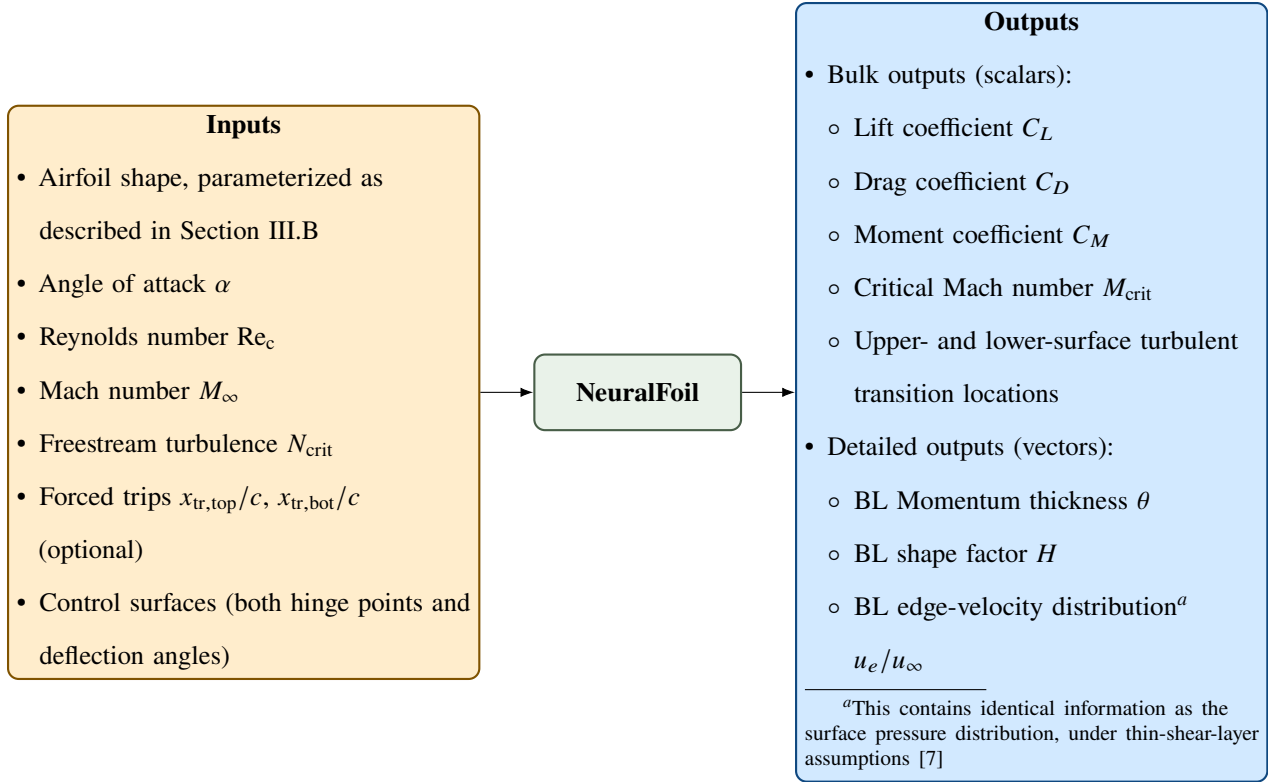 Inputs
• Airfoil shape, parameterized as
described in Section III.B
• Angle of attack α
• Reynolds number Re_c
• Mach number M_∞
• Freestream turbulence N_crit
• Forced trips x_tr,top/c, x_tr,bot/c
(optional)
• Control surfaces (both hinge points and
deflection angles)
NeuralFoil
Outputs
• Bulk outputs (scalars):
◦ Lift coefficient C_L
◦ Drag coefficient C_D
◦ Moment coefficient C_M
◦ Critical Mach number M_crit
◦ Upper- and lower-surface turbulent
transition locations
• Detailed outputs (vectors):
◦ BL Momentum thickness θ
◦ BL shape factor H
◦ BL edge-velocity distribution^a
u_e/u_∞
^aThis contains identical information as the
surface pressure distribution, under thin-shear-layer
assumptions [7]